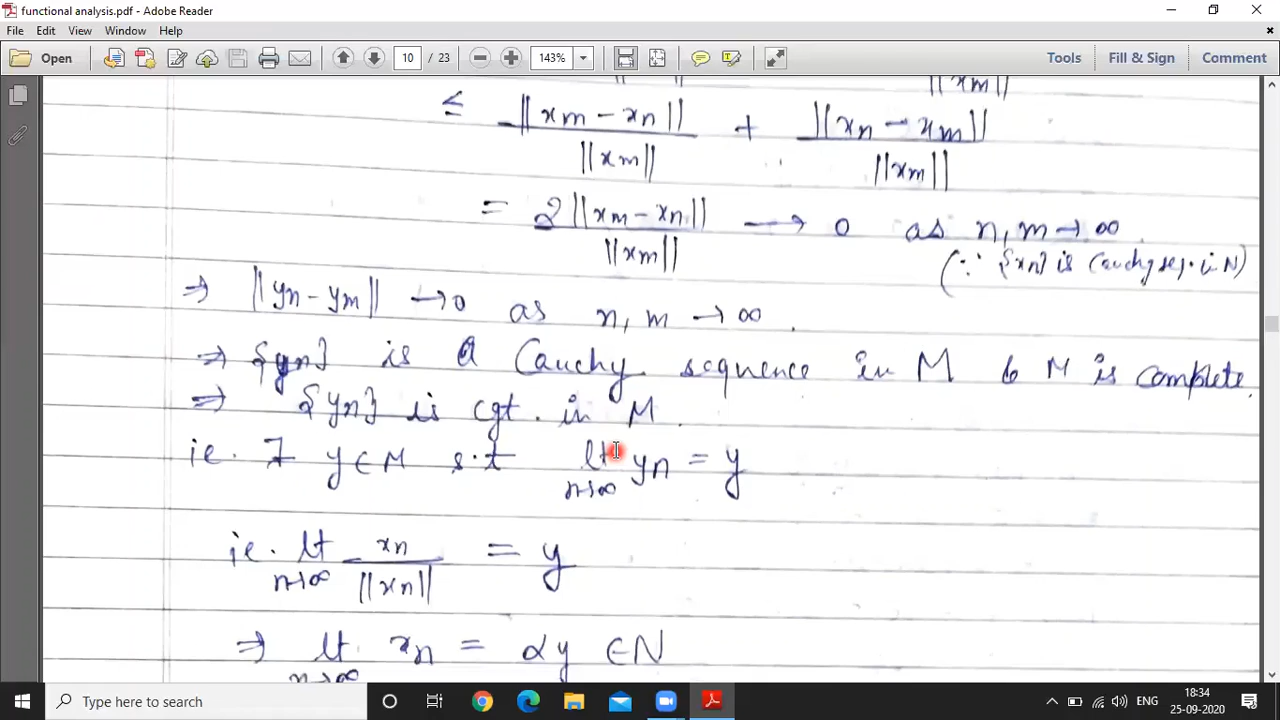 functional analysis.pdf - Adobe Reader
File Edit View Window Help
Open 10 / 23 143% Tools Fill & Sign Comment
||xm||
≤ ||xm - xn|| / ||xm|| + ||xn - xm|| / ||xm||
= 2||xm - xn|| / ||xm|| → 0 as n, m → ∞.
(∵ {xn} is Cauchy seq. in N)
⇒ ||yn - ym|| → 0 as n, m → ∞.
⇒ {yn} is a Cauchy sequence in M & M is complete.
⇒ {yn} is cgt. in M.
ie. ∃ y ∈ M s.t lt n→∞ yn = y
ie. lt n→∞ xn / ||xn|| = y
⇒ lt n→∞ xn = αy ∈ N
Type here to search 18:34
25-09-2020